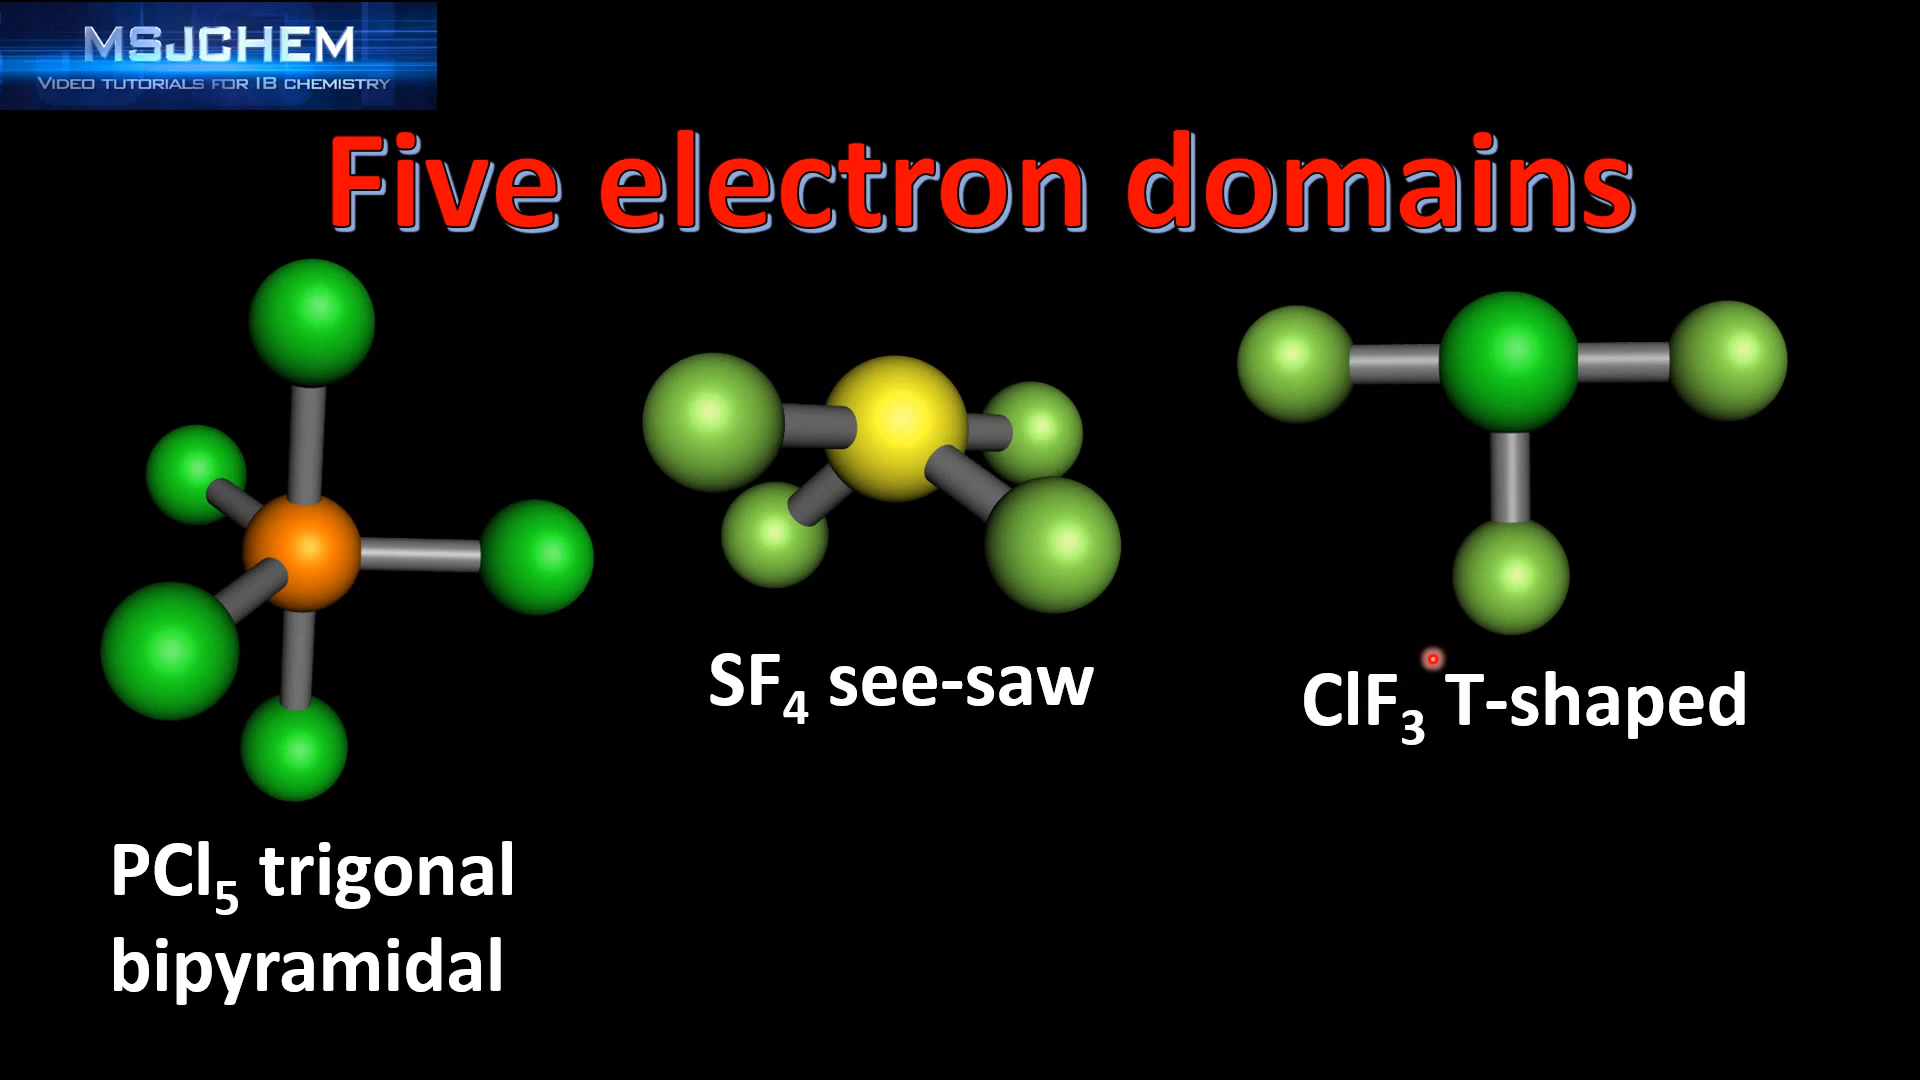 MSJCHEM
VIDEO TUTORIALS FOR IB CHEMISTRY
Five electron domains
SF₄ see-saw
ClF₃ T-shaped
PCl₅ trigonal
bipyramidal